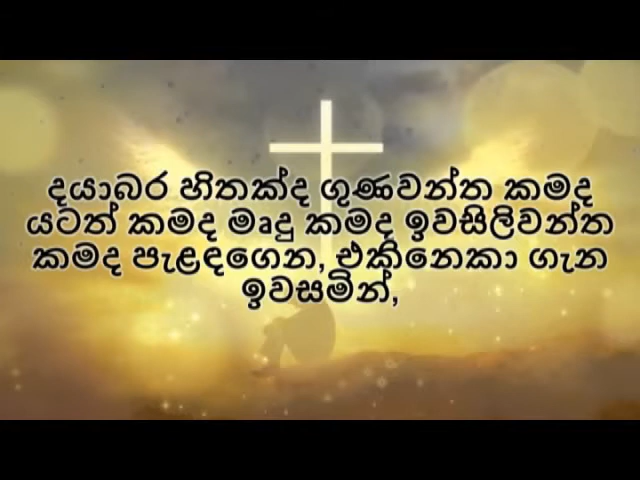 දයාබර හිතක්ද ගුණවන්ත කමද
යටත් කමද මෘදු කමද ඉවසිලිවන්ත
කමද පැළඳගෙන, එකිනෙකා ගැන
ඉවසමින්,